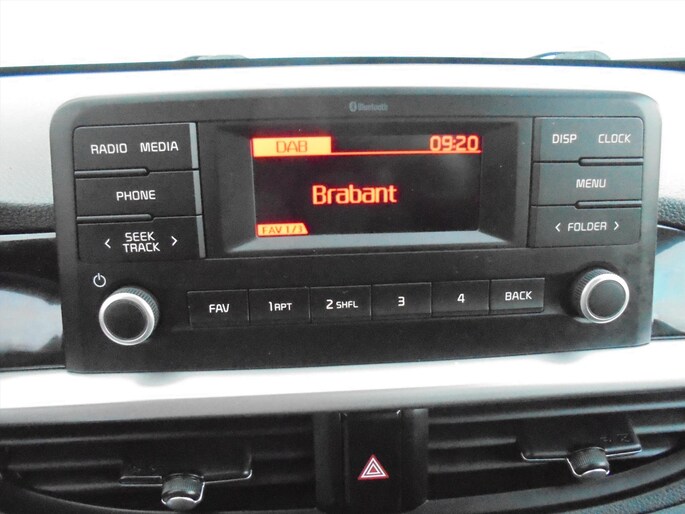 Bluetooth
RADIO MEDIA
DAB 09:20
DISP CLOCK
PHONE
Brabant
MENU
< SEEK TRACK >
FAV 1/3
< FOLDER >
FAV
1 RPT
2 SHFL
3
4
BACK